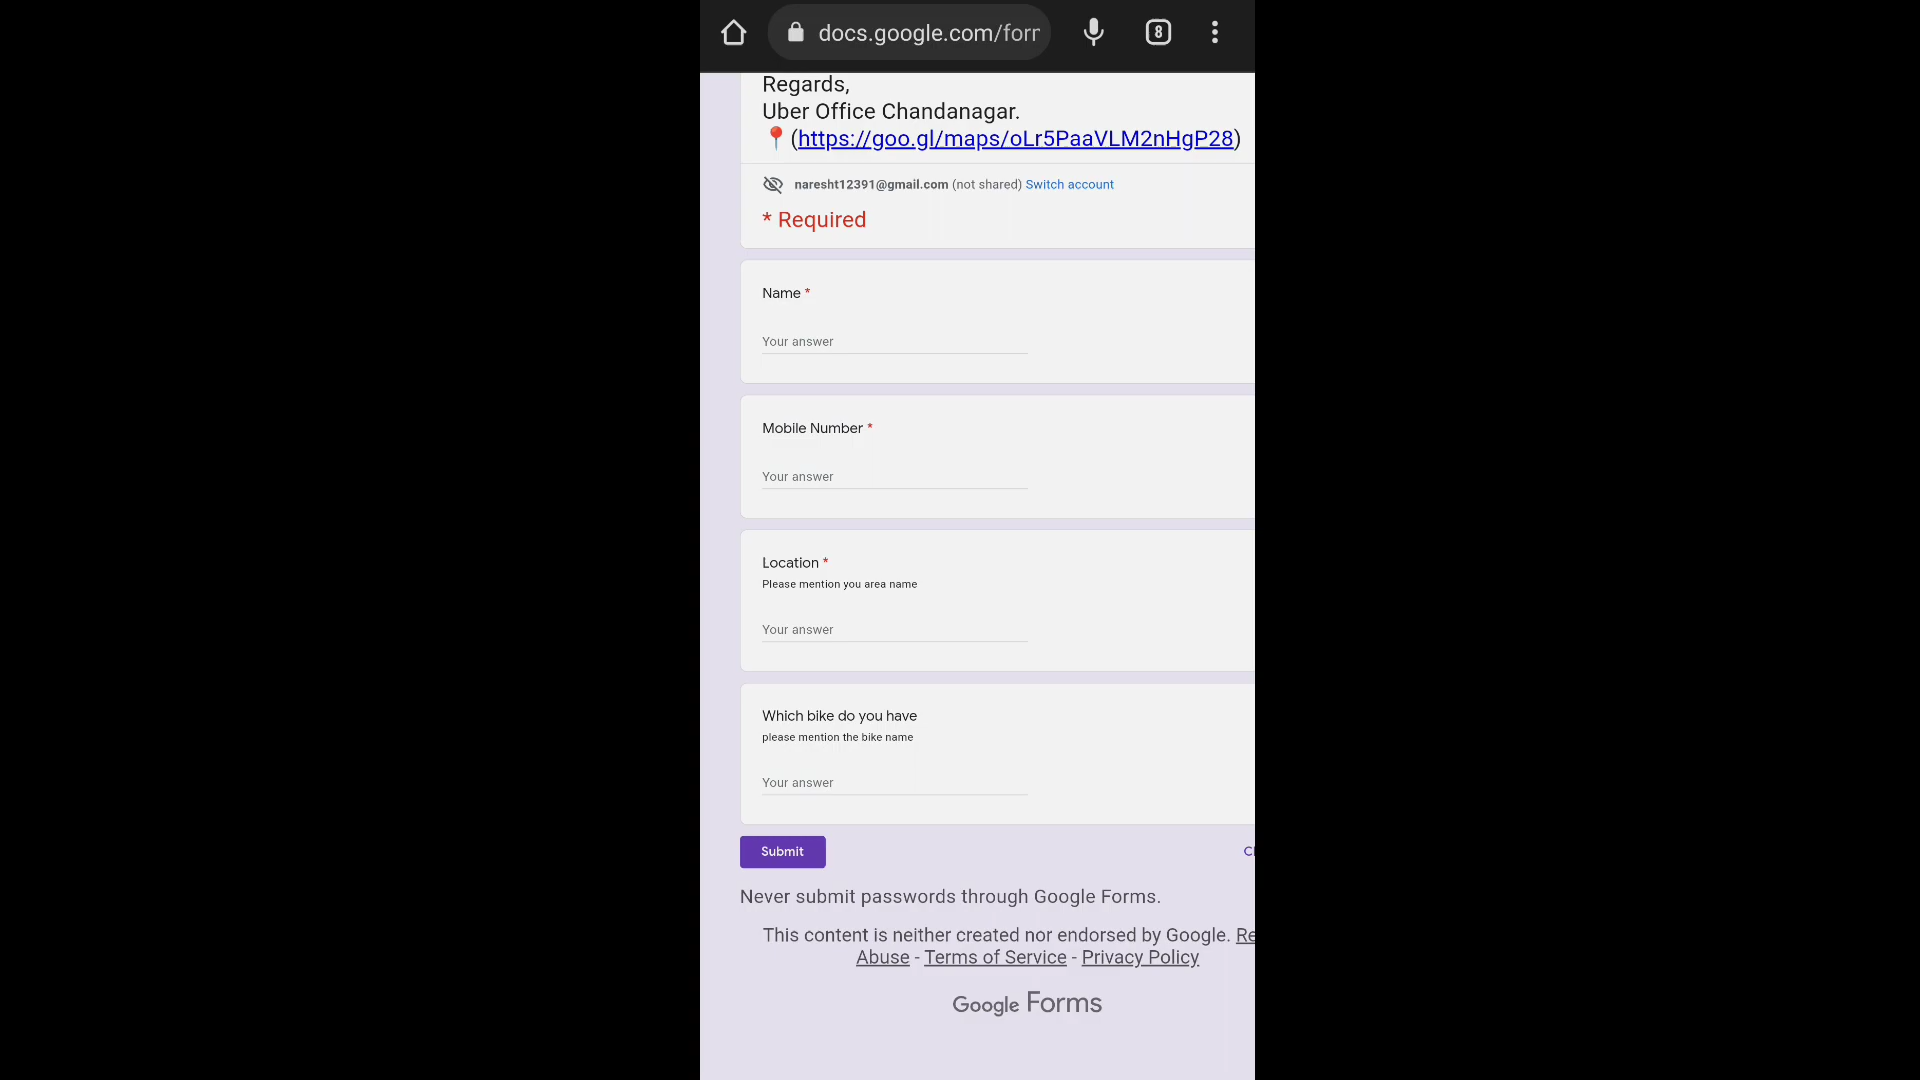 docs.google.com/forr
8
Regards,
Uber Office Chandanagar.
📍(https://goo.gl/maps/oLr5PaaVLM2nHgP28)
naresht12391@gmail.com (not shared) Switch account
* Required
Name *
Your answer
Mobile Number *
Your answer
Location *
Please mention you area name
Your answer
Which bike do you have
please mention the bike name
Your answer
Submit
Never submit passwords through Google Forms.
This content is neither created nor endorsed by Google. Re
Abuse - Terms of Service - Privacy Policy
Google Forms